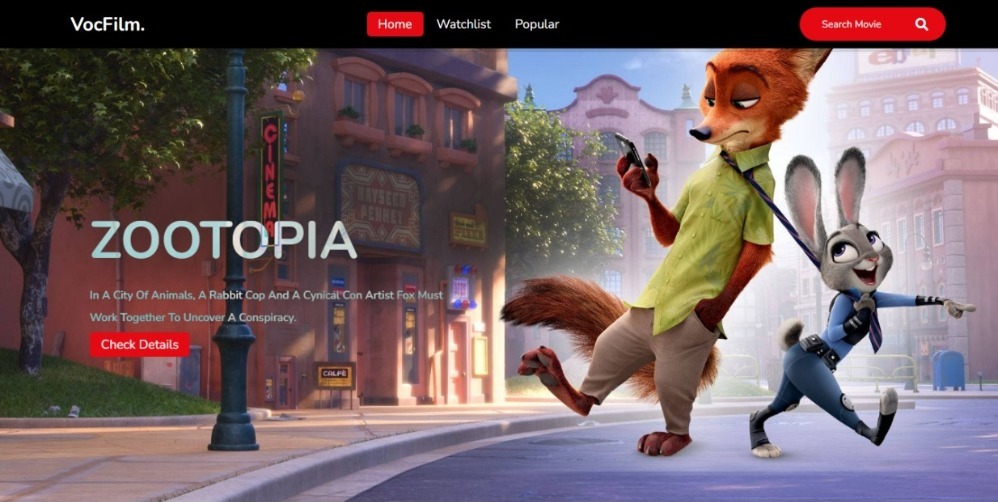 VocFilm.
Home
Watchlist
Popular
Search Movie
CINEMA
ZOOTOPIA
In A City Of Animals, A Rabbit Cop And A Cynical Con Artist Fox Must
Work Together To Uncover A Conspiracy.
Check Details